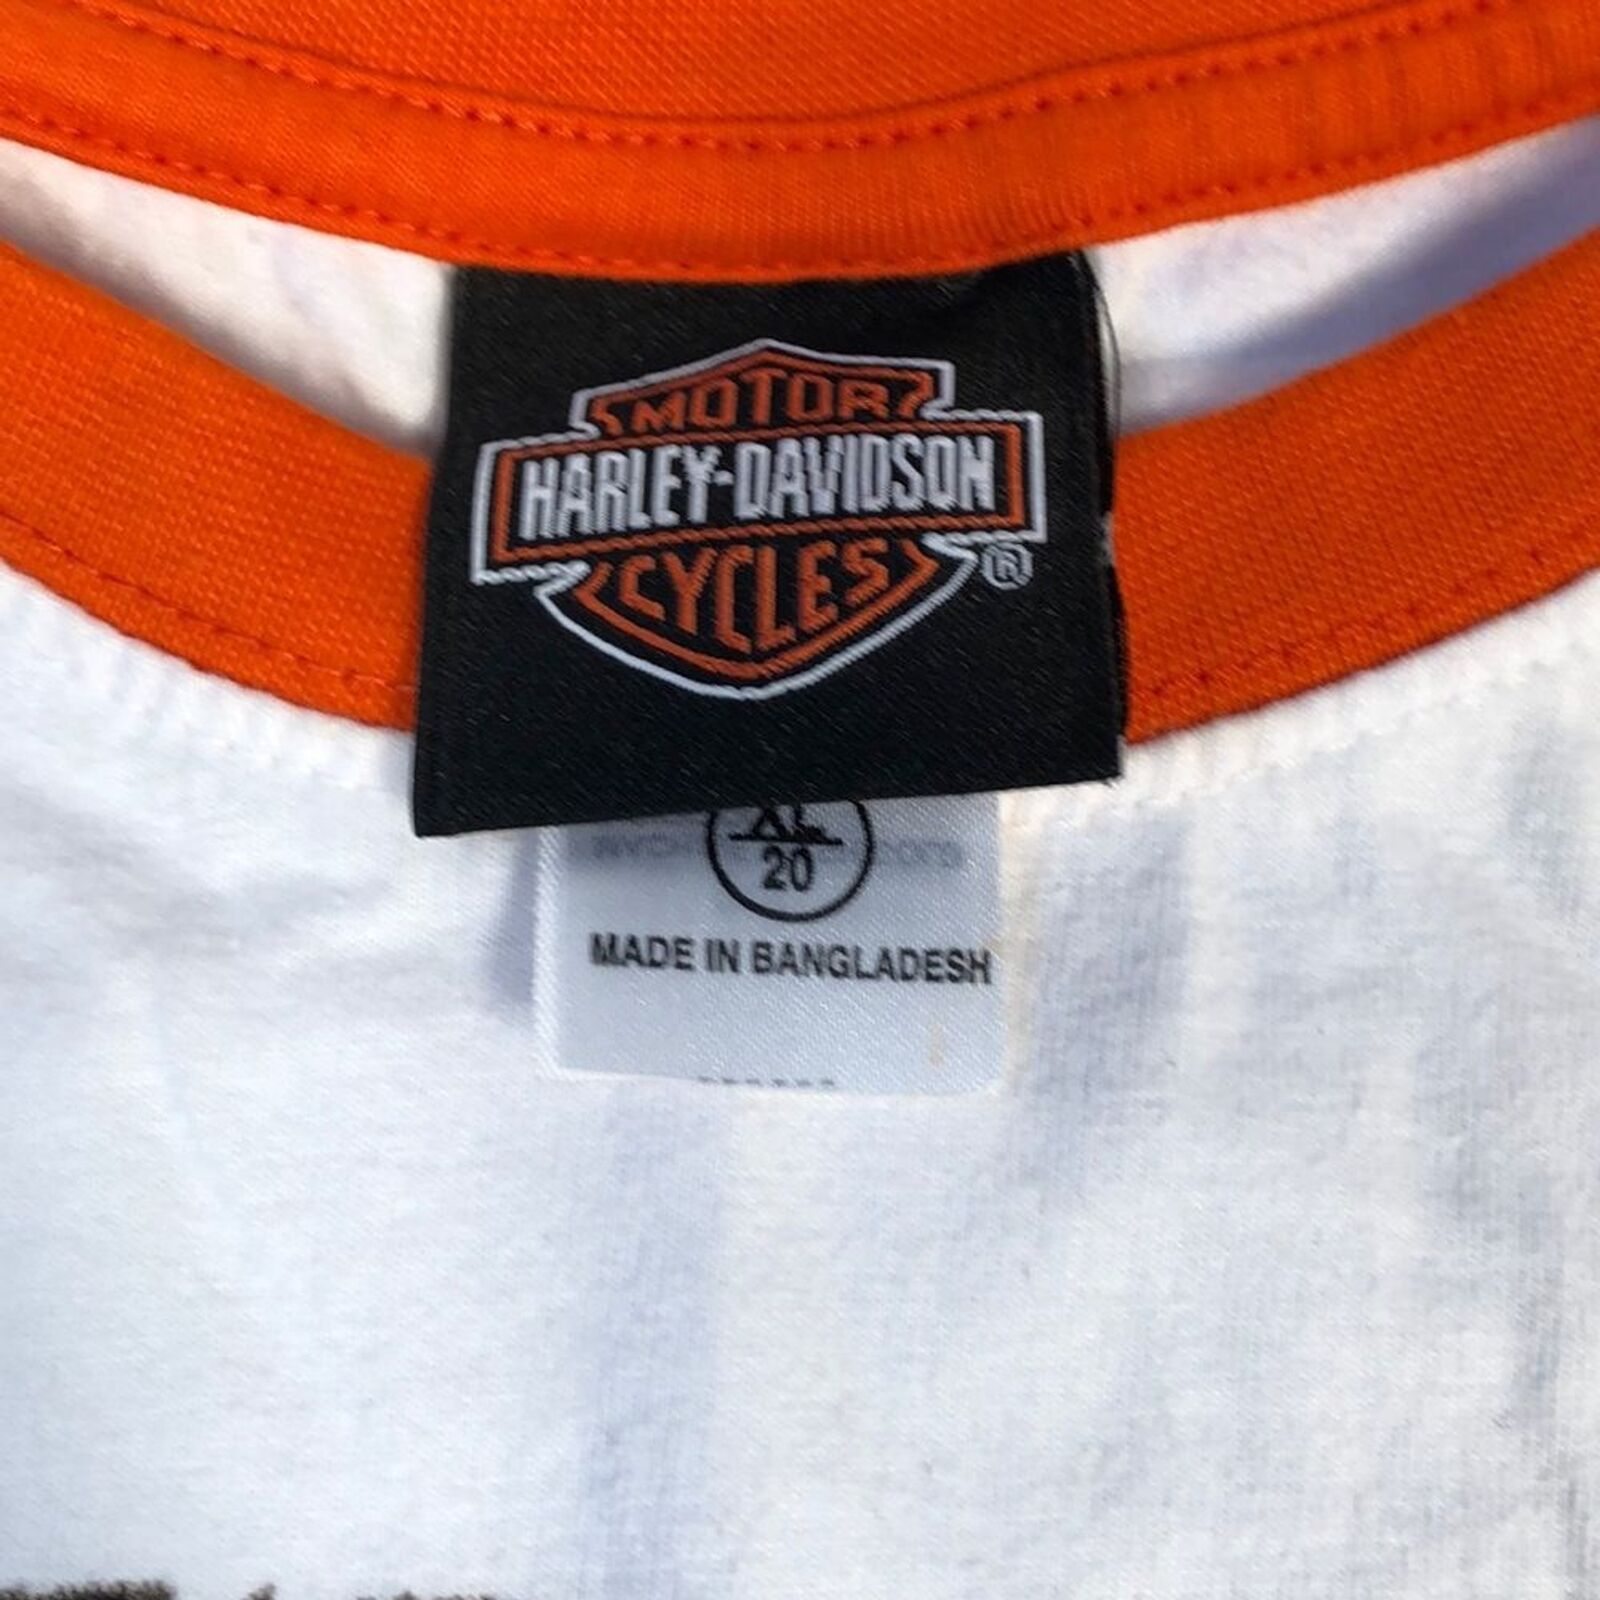 MOTOR
HARLEY-DAVIDSON
CYCLES
®
XL
20
MADE IN BANGLADESH